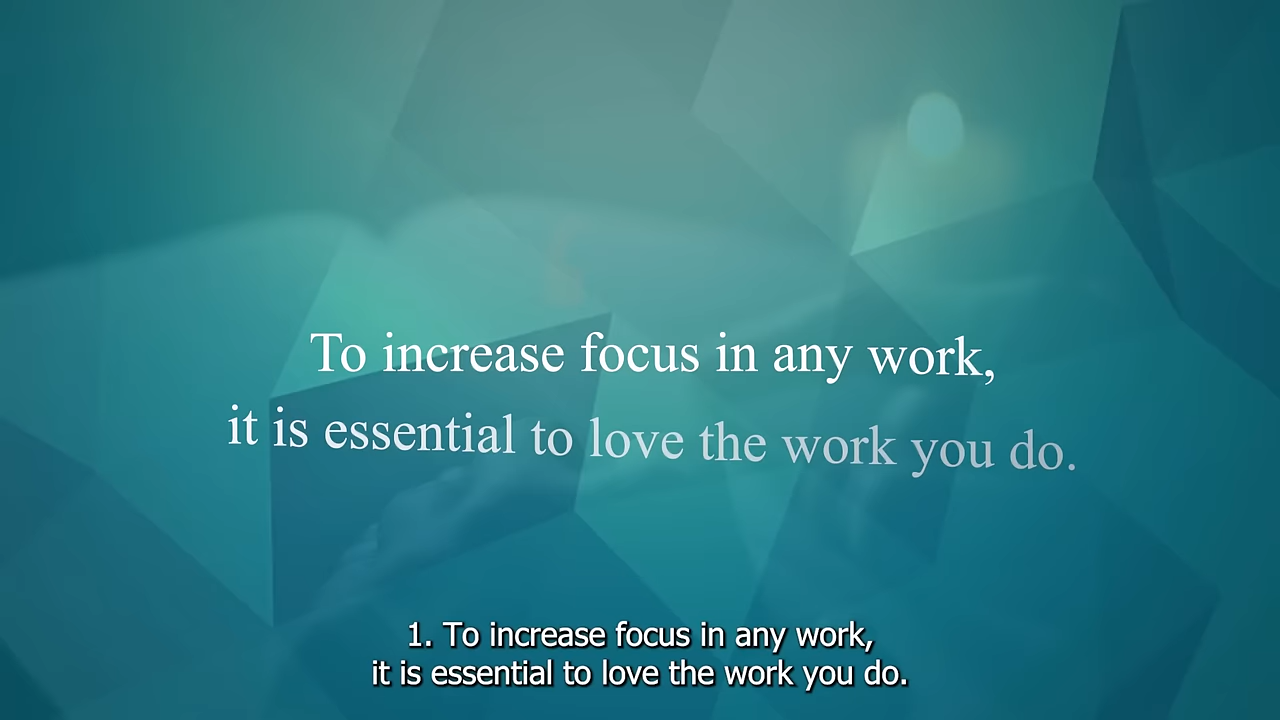 To increase focus in any work,
it is essential to love the work you do.
1. To increase focus in any work,
it is essential to love the work you do.